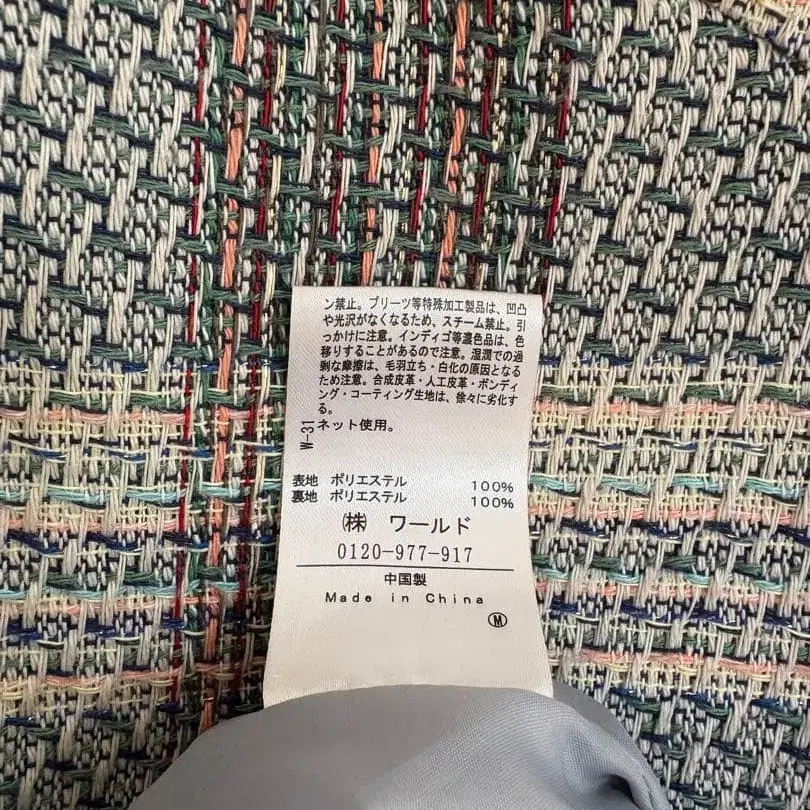 ン禁止。プリーツ等特殊加工製品は、凹凸
や光沢がなくなるため、スチーム禁止。引
っかけに注意。インディゴ等濃色品は、色
移りすることがあるので注意。湿潤での過
剰な摩擦は、毛羽立ち・白化の原因となる
ため注意。合成皮革・人工皮革・ボンディ
ング・コーティング生地は、徐々に劣化す
る。
ネット使用。
W-31
表地 ポリエステル 100%
裏地 ポリエステル 100%
㈱ ワールド
0120-977-917
中国製
Made in China
Ⓜ